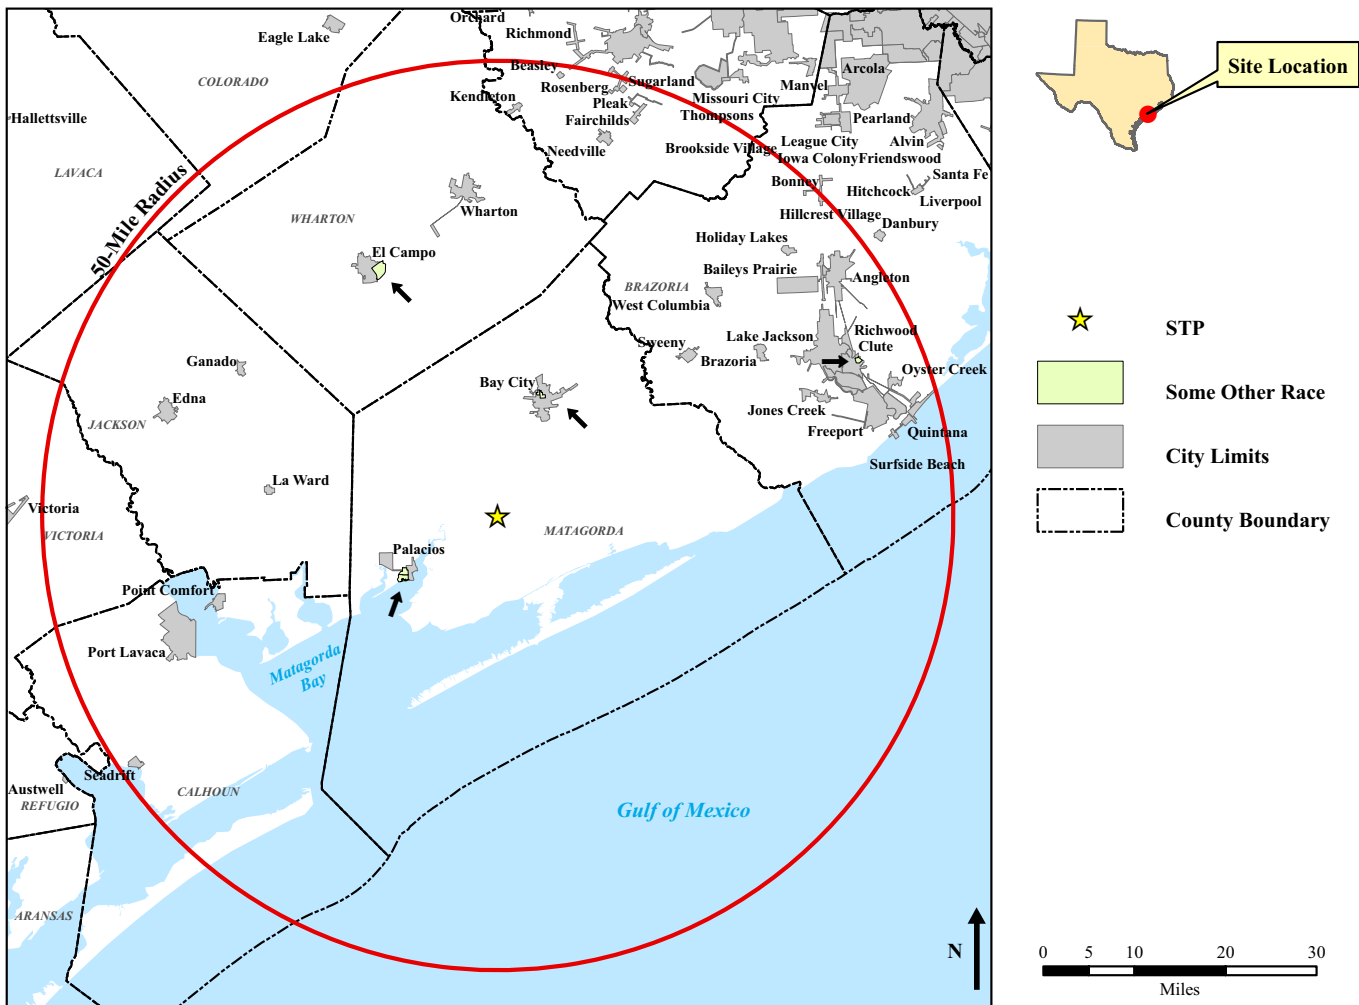 Orchard
Eagle Lake
Richmond
COLORADO
Beasley
Rosenberg
Sugarland
Arcola
Manvel
Kendleton
Pleak
Missouri City
Fairchilds
Thompsons
Hallettsville
Pearland
Needville
Brookside Village
League City
Alvin
Iowa Colony
Friendswood
LAVACA
Santa Fe
Bonney
Hitchcock
Liverpool
50-Mile Radius
WHARTON
Wharton
Hillcrest Village
Danbury
Holiday Lakes
El Campo
Baileys Prairie
Angleton
BRAZORIA
West Columbia
Richwood
Lake Jackson
Clute
Sweeny
Brazoria
Ganado
Oyster Creek
Bay City
Edna
Jones Creek
JACKSON
Freeport
Quintana
Surfside Beach
La Ward
Victoria
VICTORIA
MATAGORDA
Palacios
Point Comfort
Port Lavaca
Matagorda
Bay
Seadrift
Austwell
CALHOUN
REFUGIO
Gulf of Mexico
ARANSAS
N
Site Location
STP
Some Other Race
City Limits
County Boundary
0 5 10 20 30
Miles